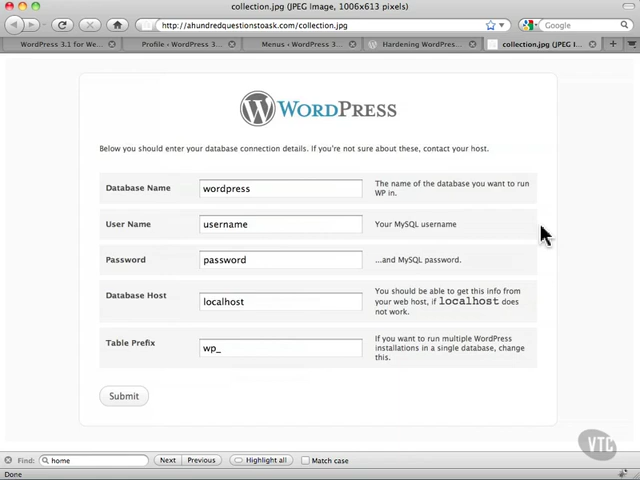 collection.jpg (JPEG Image, 1006x613 pixels)
http://ahundredquestionstoask.com/collection.jpg
Google
WordPress 3.1 for We...
Profile ‹ WordPress 3...
Menus ‹ WordPress 3...
Hardening WordPress...
collection.jpg (JPEG I...
WORDPRESS
Below you should enter your database connection details. If you're not sure about these, contact your host.
Database Name
wordpress
The name of the database you want to run
WP in.
User Name
username
Your MySQL username
Password
password
...and MySQL password.
Database Host
localhost
You should be able to get this info from
your web host, if localhost does
not work.
Table Prefix
wp_
If you want to run multiple WordPress
installations in a single database, change
this.
Submit
VTC
Find:
home
Next
Previous
Highlight all
Match case
Done